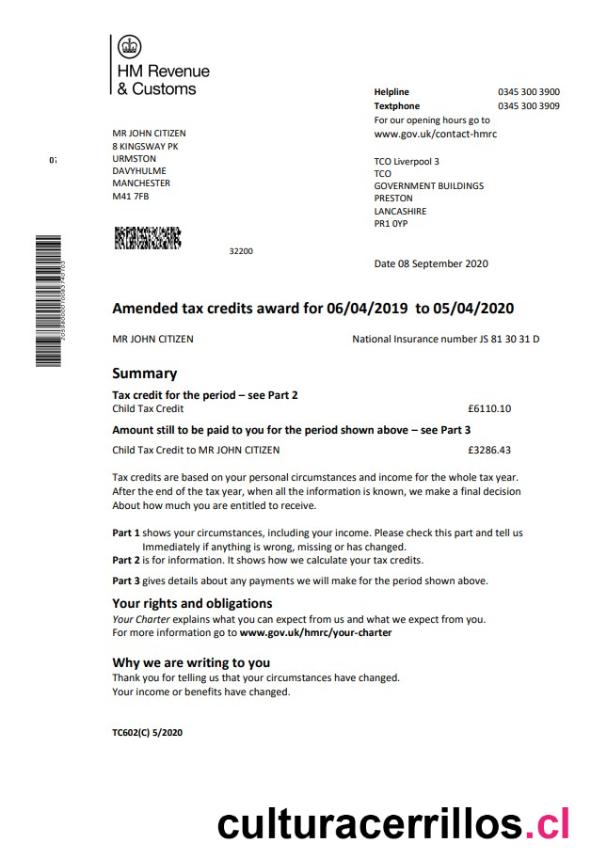 HM Revenue
& Customs
Helpline 0345 300 3900
Textphone 0345 300 3909
For our opening hours go to
www.gov.uk/contact-hmrc
MR JOHN CITIZEN
8 KINGSWAY PK
URMSTON
DAVYHULME
MANCHESTER
M41 7FB
TCO Liverpool 3
TCO
GOVERNMENT BUILDINGS
PRESTON
LANCASHIRE
PR1 0YP
32200
Date 08 September 2020
Amended tax credits award for 06/04/2019 to 05/04/2020
MR JOHN CITIZEN National Insurance number JS 81 30 31 D
Summary
Tax credit for the period – see Part 2
Child Tax Credit £6110.10
Amount still to be paid to you for the period shown above – see Part 3
Child Tax Credit to MR JOHN CITIZEN £3286.43
Tax credits are based on your personal circumstances and income for the whole tax year.
After the end of the tax year, when all the information is known, we make a final decision
About how much you are entitled to receive.
Part 1 shows your circumstances, including your income. Please check this part and tell us
Immediately if anything is wrong, missing or has changed.
Part 2 is for information. It shows how we calculate your tax credits.
Part 3 gives details about any payments we will make for the period shown above.
Your rights and obligations
Your Charter explains what you can expect from us and what we expect from you.
For more information go to www.gov.uk/hmrc/your-charter
Why we are writing to you
Thank you for telling us that your circumstances have changed.
Your income or benefits have changed.
TC602(C) 5/2020
culturacerrillos.cl